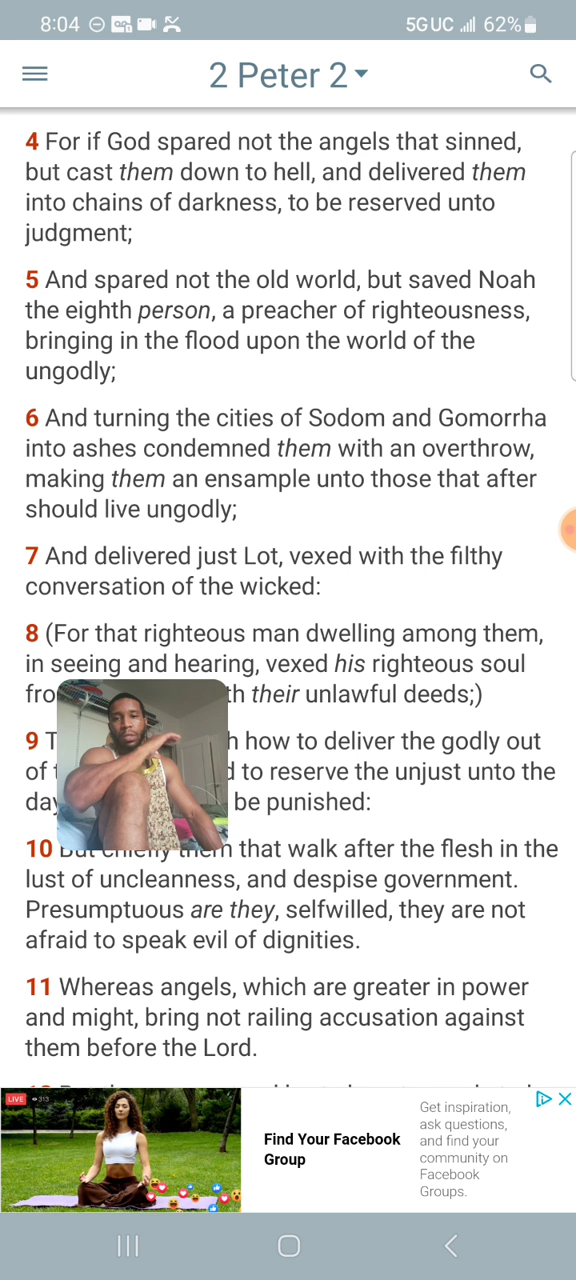 8:04
5G UC 62%
2 Peter 2
4 For if God spared not the angels that sinned,
but cast them down to hell, and delivered them
into chains of darkness, to be reserved unto
judgment;
5 And spared not the old world, but saved Noah
the eighth person, a preacher of righteousness,
bringing in the flood upon the world of the
ungodly;
6 And turning the cities of Sodom and Gomorrha
into ashes condemned them with an overthrow,
making them an ensample unto those that after
should live ungodly;
7 And delivered just Lot, vexed with the filthy
conversation of the wicked:
8 (For that righteous man dwelling among them,
in seeing and hearing, vexed his righteous soul
their unlawful deeds;)
9 how to deliver the godly out
of to reserve the unjust unto the
be punished:
10 But chiefly them that walk after the flesh in the
lust of uncleanness, and despise government.
Presumptuous are they, selfwilled, they are not
afraid to speak evil of dignities.
11 Whereas angels, which are greater in power
and might, bring not railing accusation against
them before the Lord.
LIVE 313
Find Your Facebook
Group
Get inspiration,
ask questions,
and find your
community on
Facebook
Groups.